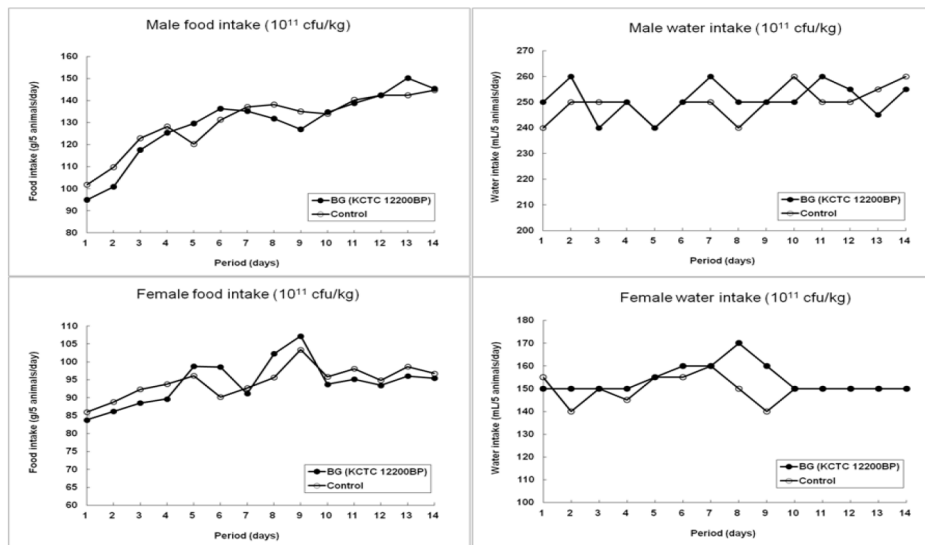 Male food intake (10¹¹ cfu/kg)
Food intake (g/5 animals/day)
160
150
140
130
120
110
100
90
80
BG (KCTC 12200BP)
Control
1 2 3 4 5 6 7 8 9 10 11 12 13 14
Period (days)
Male water intake (10¹¹ cfu/kg)
Water intake (mL/5 animals/day)
270
260
250
240
230
220
210
200
BG (KCTC 12200BP)
Control
1 2 3 4 5 6 7 8 9 10 11 12 13 14
Period (days)
Female food intake (10¹¹ cfu/kg)
Food intake (g/5 animals/day)
110
105
100
95
90
85
80
75
70
65
60
BG (KCTC 12200BP)
Control
1 2 3 4 5 6 7 8 9 10 11 12 13 14
Period (days)
Female water intake (10¹¹ cfu/kg)
Water intake (mL/5 animals/day)
180
170
160
150
140
130
120
110
100
BG (KCTC 12200BP)
Control
1 2 3 4 5 6 7 8 9 10 11 12 13 14
Period (days)